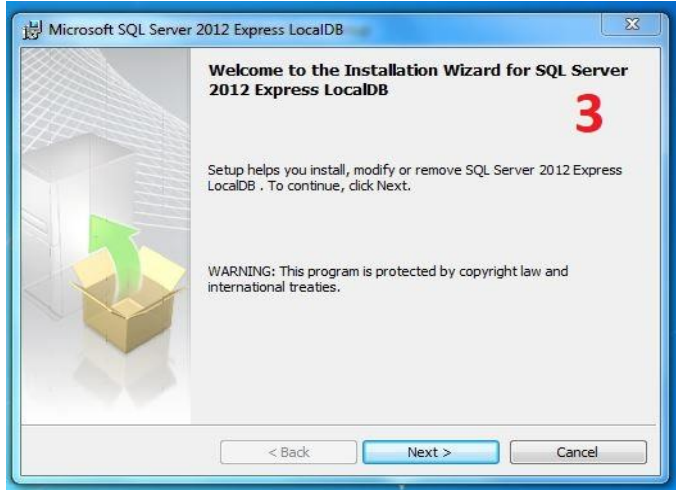 Microsoft SQL Server 2012 Express LocalDB
Welcome to the Installation Wizard for SQL Server
2012 Express LocalDB
3
Setup helps you install, modify or remove SQL Server 2012 Express
LocalDB . To continue, click Next.
WARNING: This program is protected by copyright law and
international treaties.
< Back Next > Cancel